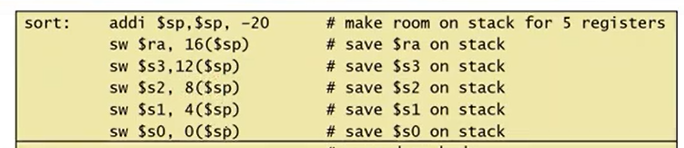 sort: addi $sp,$sp, -20 # make room on stack for 5 registers
sw $ra, 16($sp) # save $ra on stack
sw $s3,12($sp) # save $s3 on stack
sw $s2, 8($sp) # save $s2 on stack
sw $s1, 4($sp) # save $s1 on stack
sw $s0, 0($sp) # save $s0 on stack